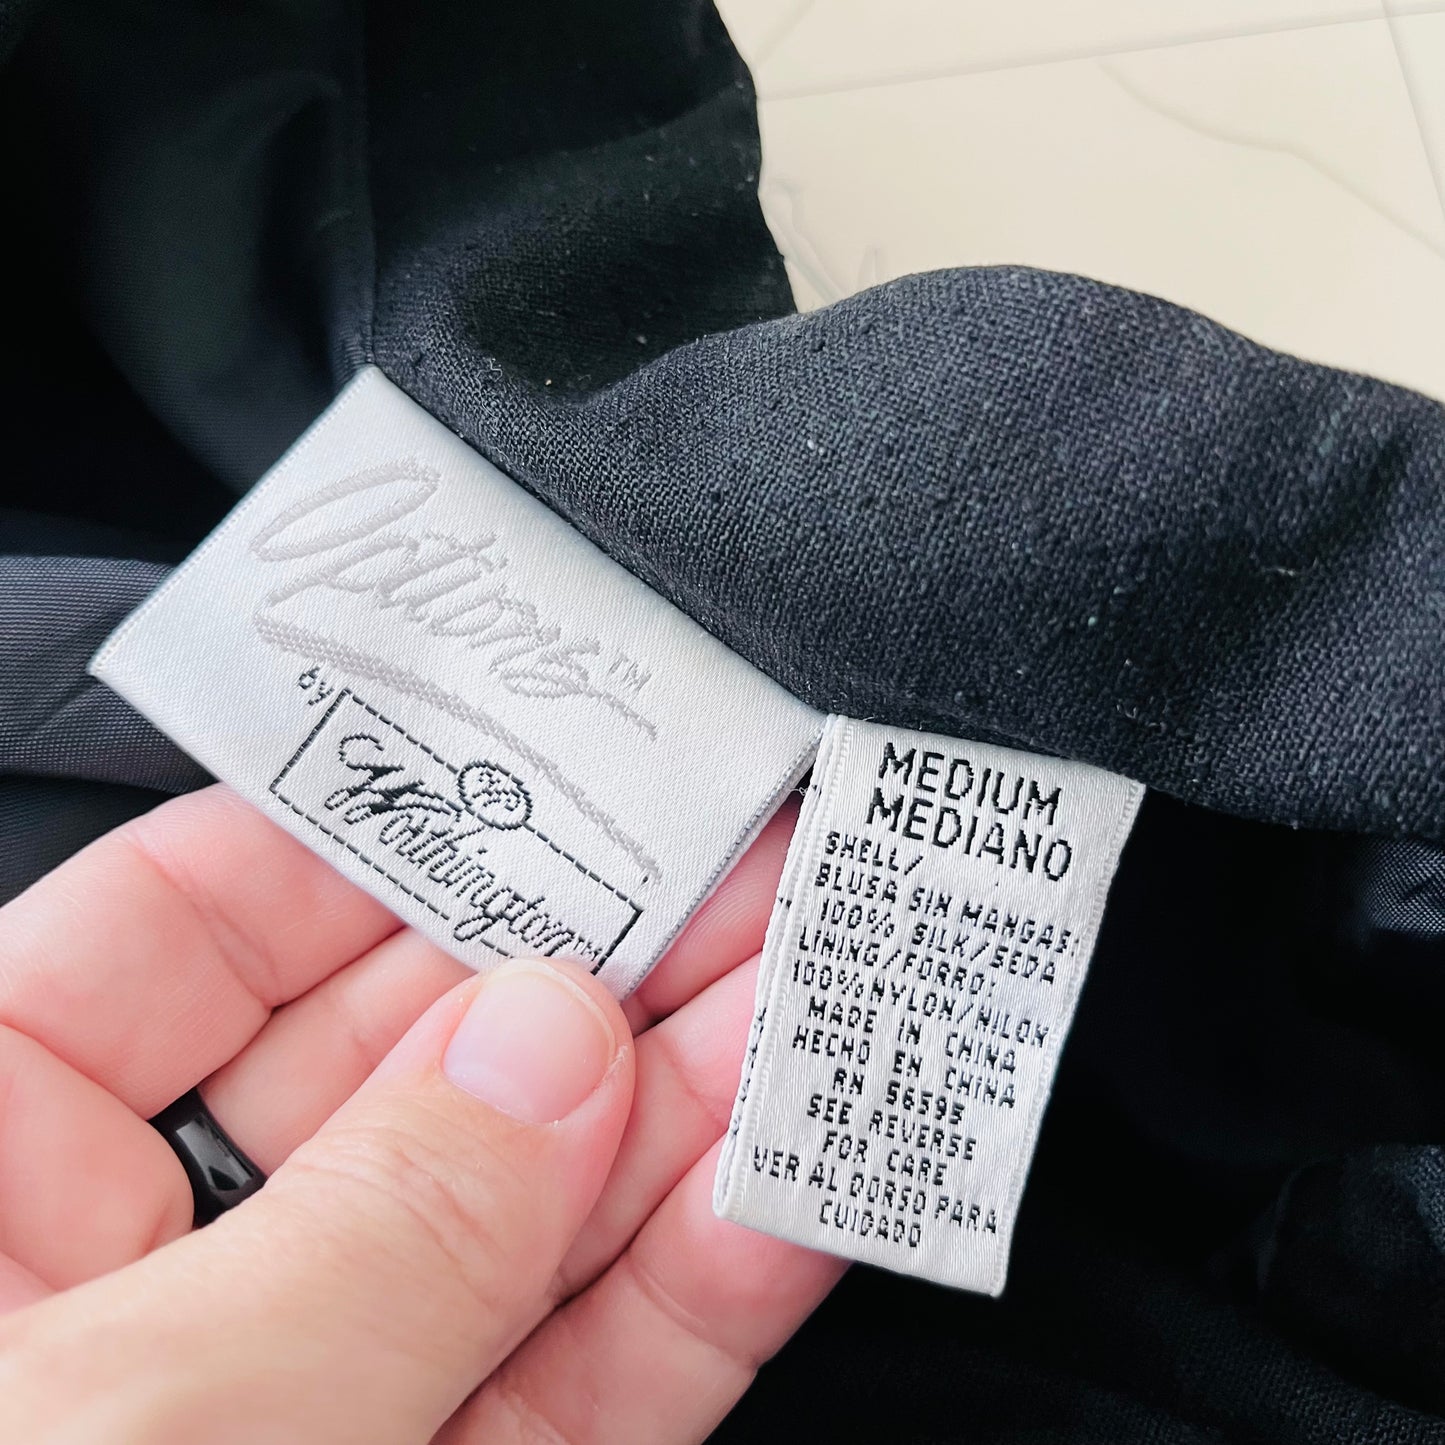 Options™
by
Worthington™
MEDIUM
MEDIANO
SHELL/
BLUSA SIN MANGAS:
100% SILK/SEDA
LINING/FORRO:
100% NYLON/NILON
MADE IN CHINA
HECHO EN CHINA
RN 56595
SEE REVERSE
FOR CARE
VER AL DORSO PARA
CUIDADO